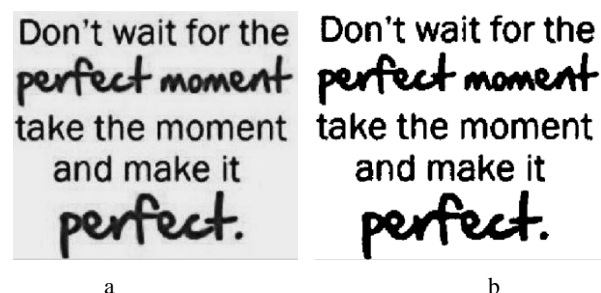 Don't wait for the
perfect moment
take the moment
and make it
perfect.
a
Don't wait for the
perfect moment
take the moment
and make it
perfect.
b